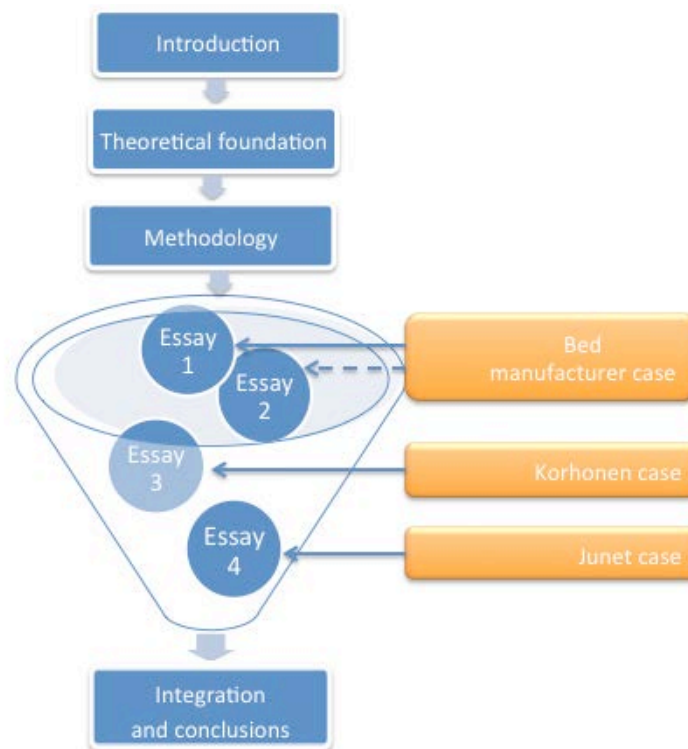 Introduction
Theoretical foundation
Methodology
Essay
1
Essay
2
Bed
manufacturer case
Essay
3
Korhonen case
Essay
4
Junet case
Integration
and conclusions